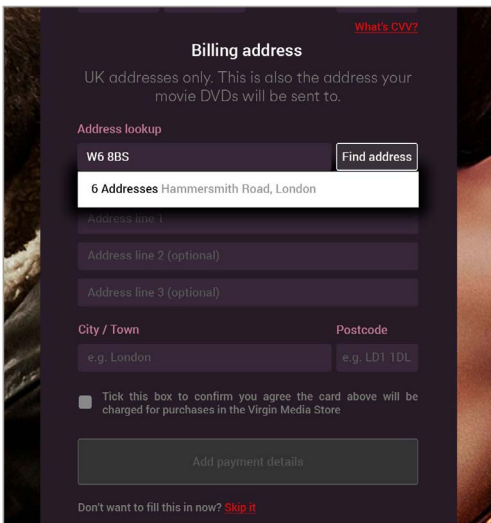 What's CVV?
Billing address
UK addresses only. This is also the address your
movie DVDs will be sent to.
Address lookup
W6 8BS
Find address
6 Addresses Hammersmith Road, London
Address line 1
Address line 2 (optional)
Address line 3 (optional)
City / Town
Postcode
e.g. London
e.g. LD1 1DL
Tick this box to confirm you agree the card above will be
charged for purchases in the Virgin Media Store
Add payment details
Don't want to fill this in now? Skip it